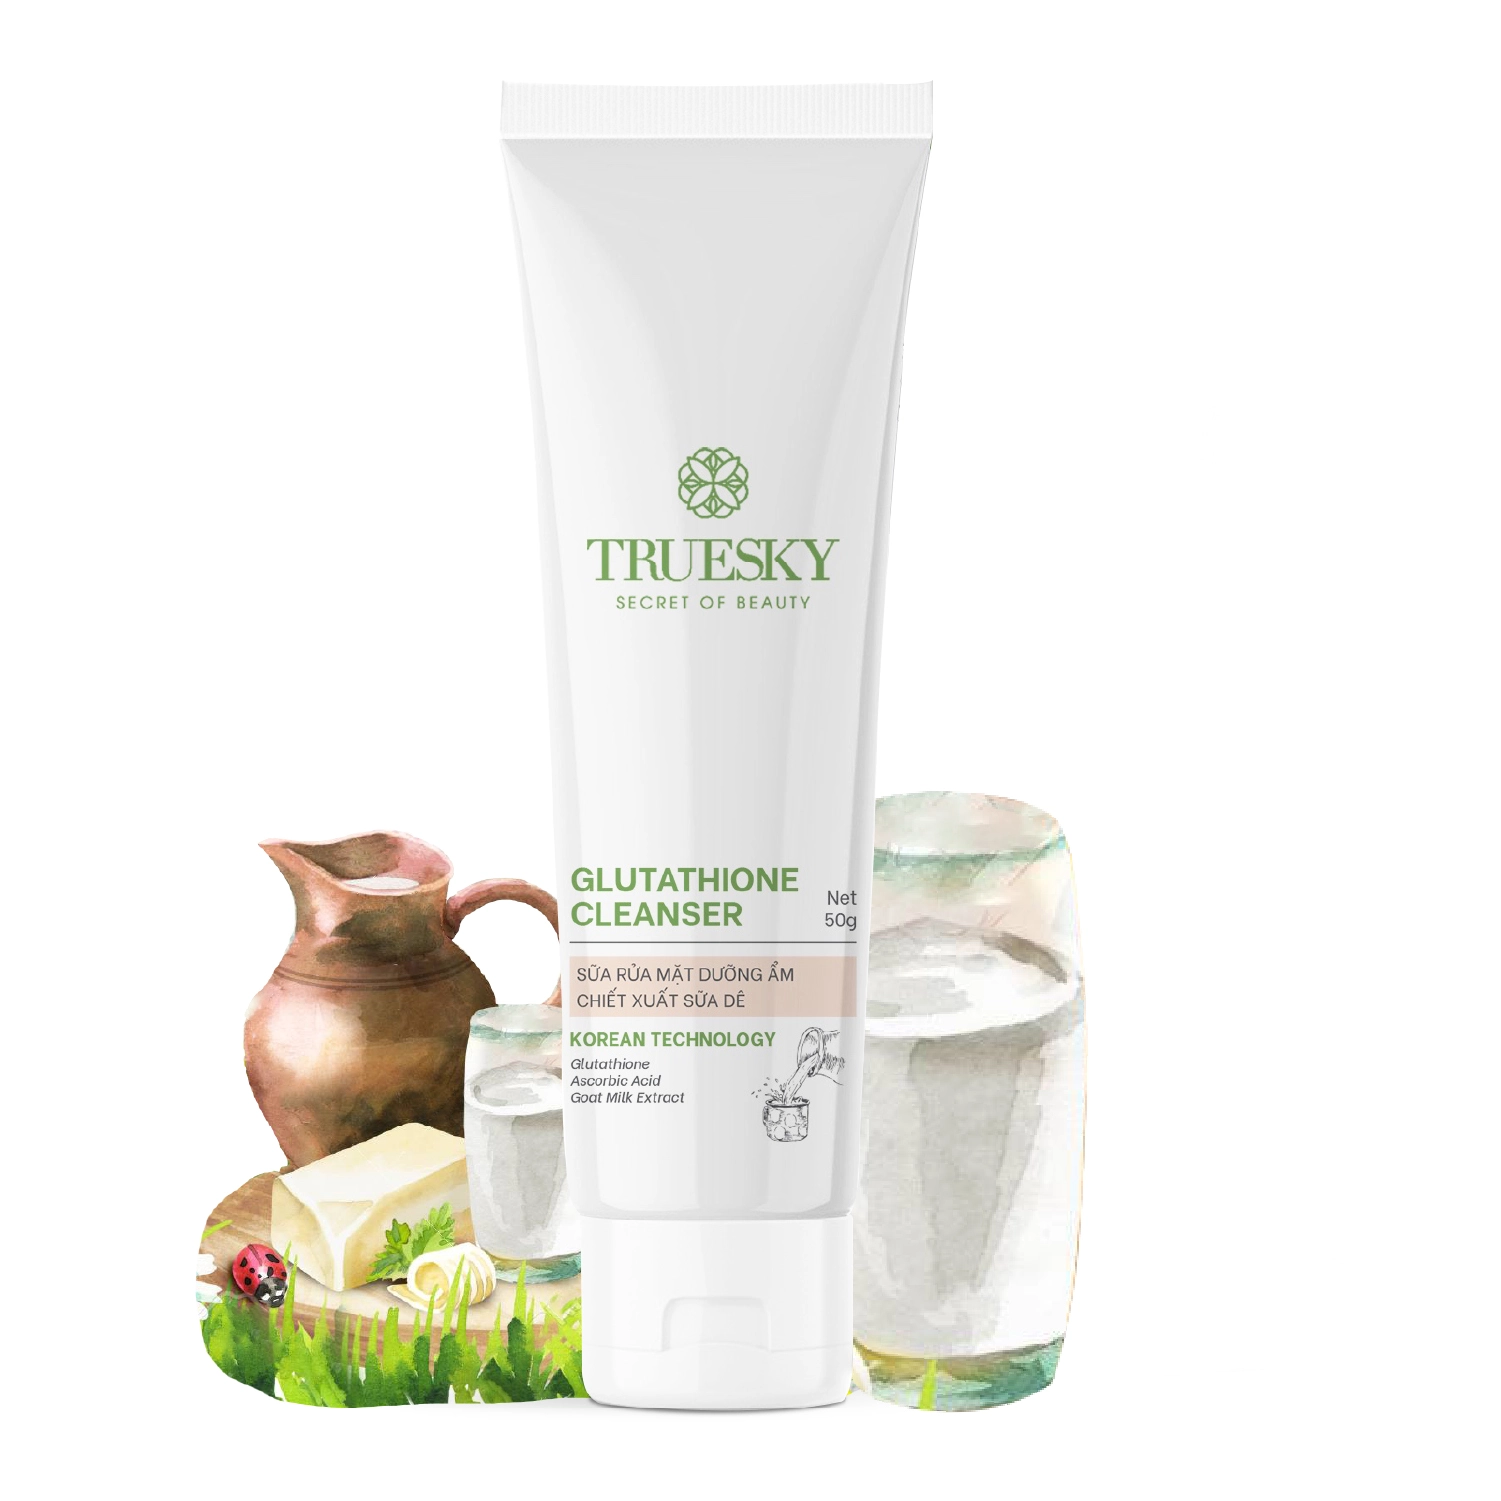 TRUESKY
SECRET OF BEAUTY
GLUTATHIONE
CLEANSER
Net
50g
SỮA RỬA MẶT DƯỠNG ẨM
CHIẾT XUẤT SỮA DÊ
KOREAN TECHNOLOGY
Glutathione
Ascorbic Acid
Goat Milk Extract